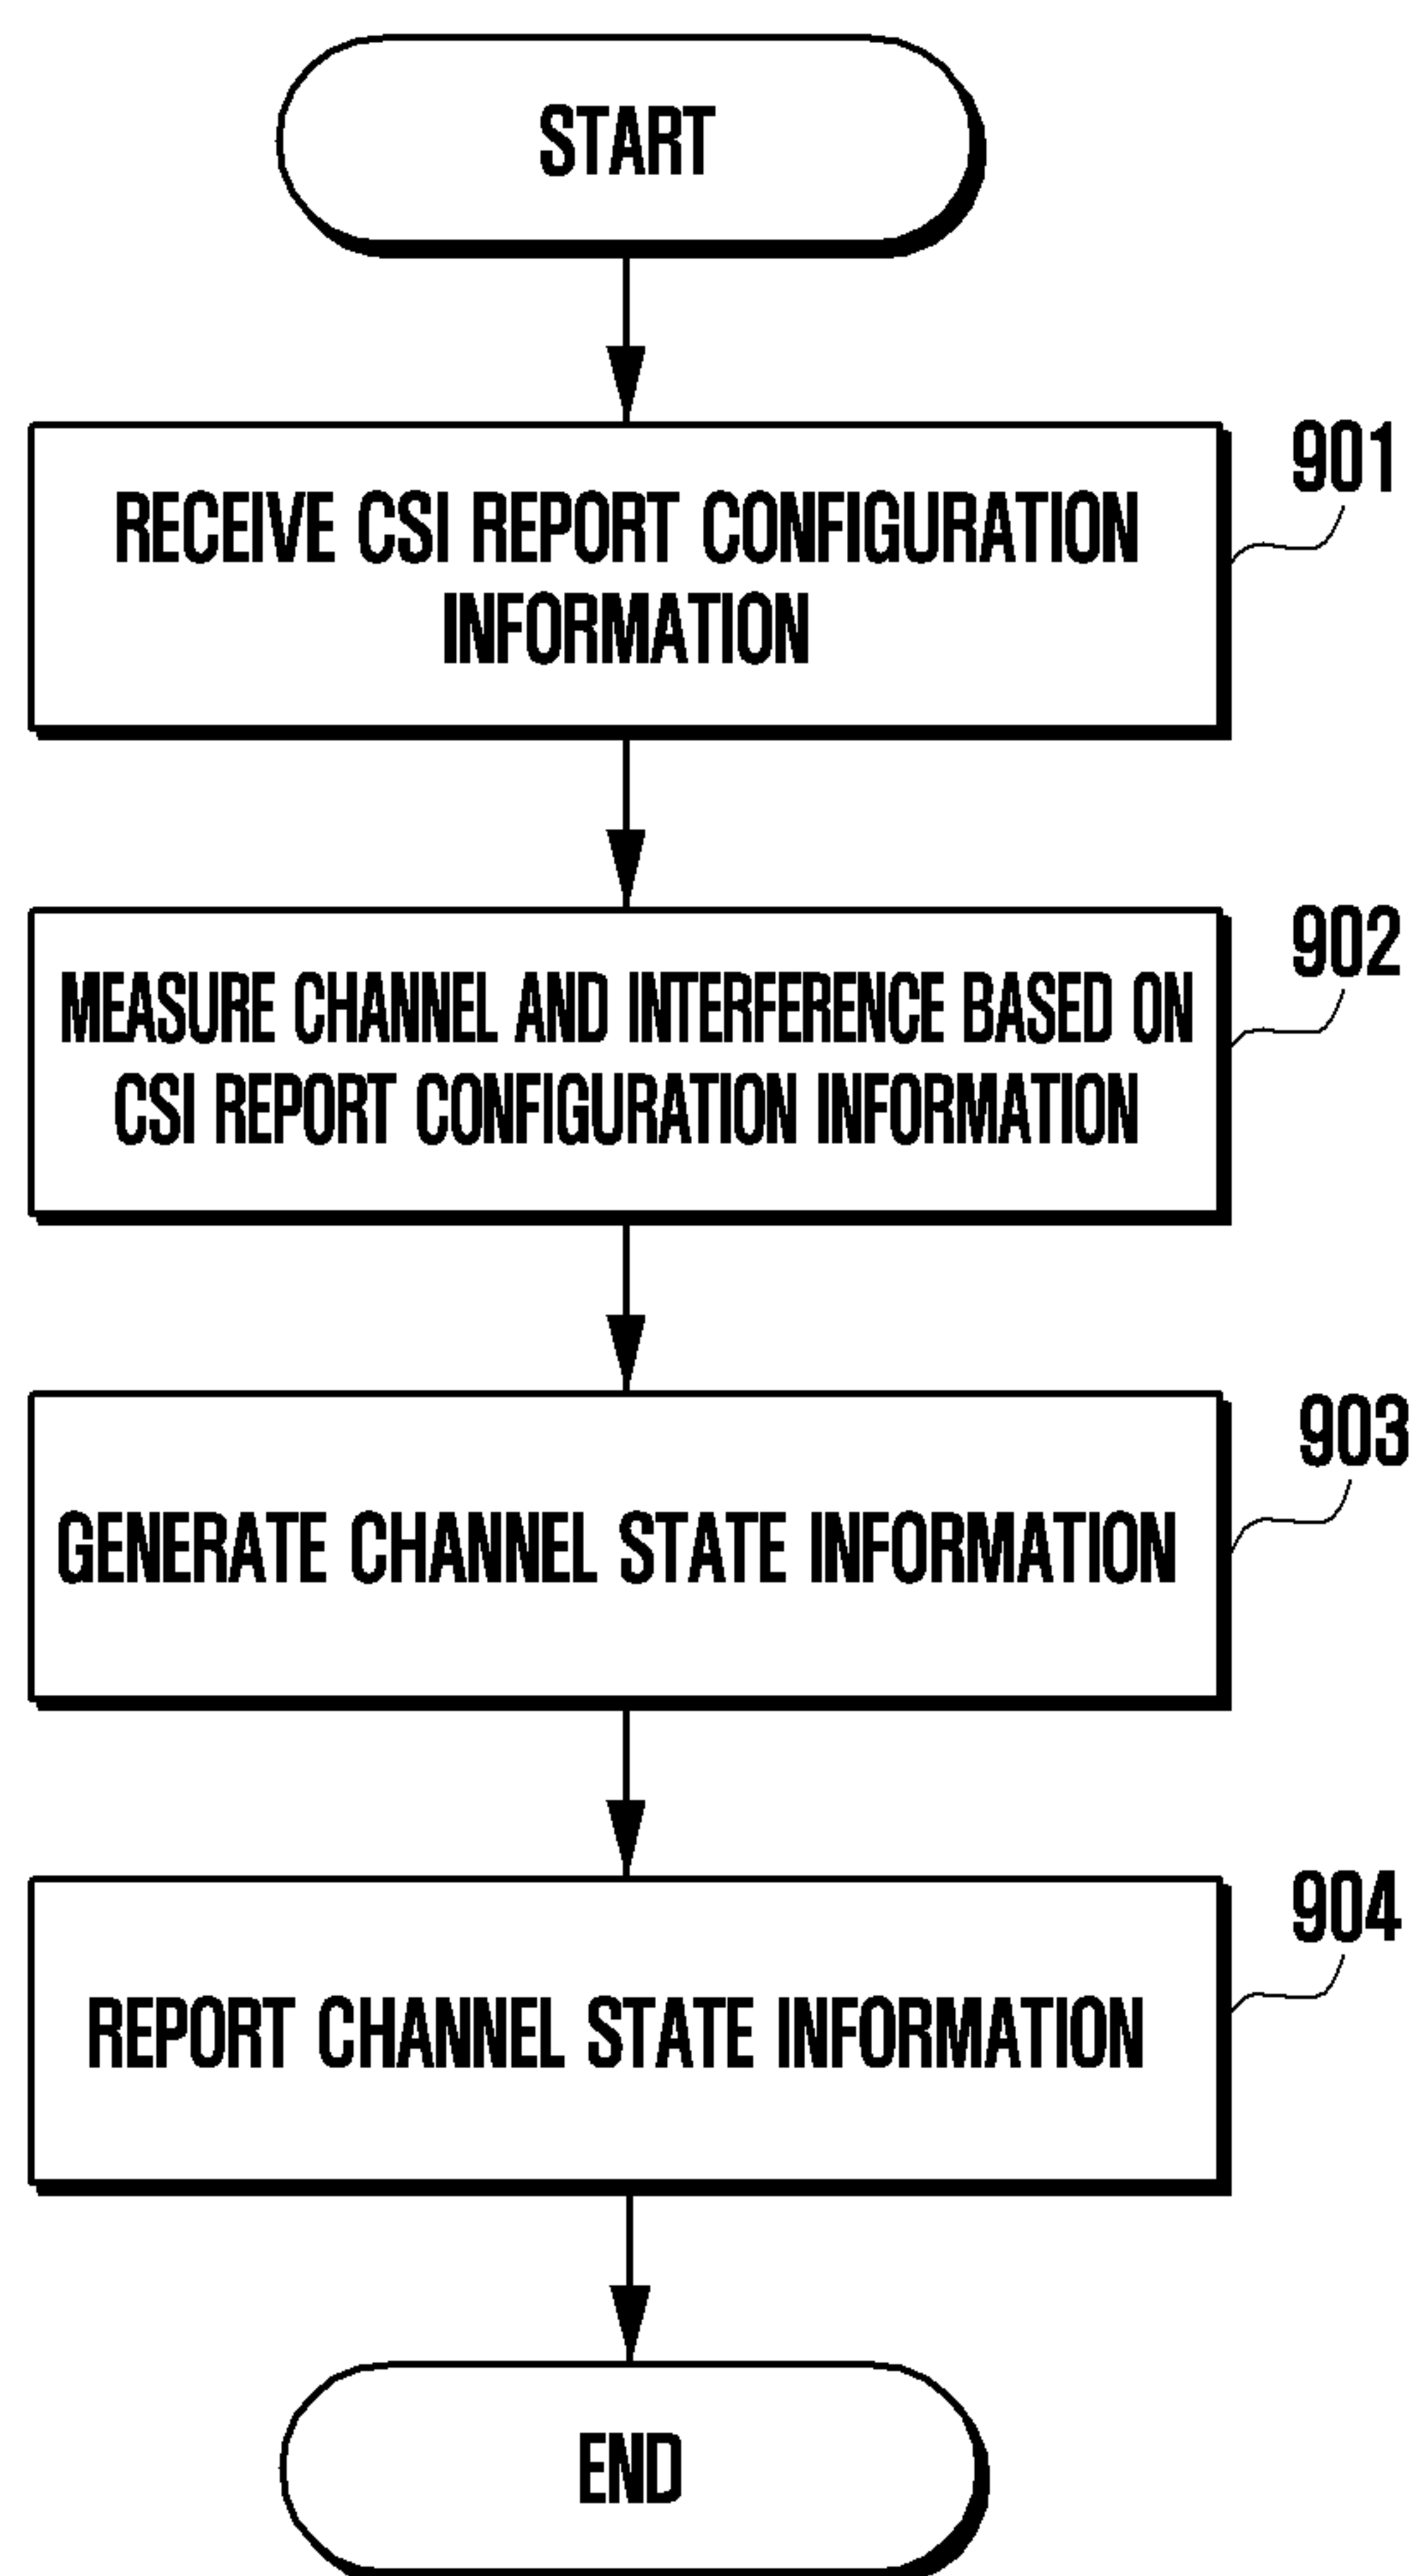 START
901
RECEIVE CSI REPORT CONFIGURATION
INFORMATION
902
MEASURE CHANNEL AND INTERFERENCE BASED ON
CSI REPORT CONFIGURATION INFORMATION
903
GENERATE CHANNEL STATE INFORMATION
904
REPORT CHANNEL STATE INFORMATION
END